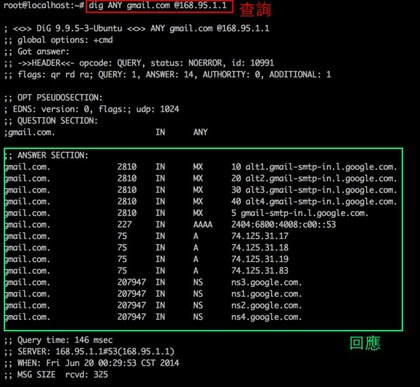 root@localhost:~# dig ANY gmail.com @168.95.1.1 查詢
; <<>> DiG 9.9.5-3-Ubuntu <<>> ANY gmail.com @168.95.1.1
;; global options: +cmd
;; Got answer:
;; ->>HEADER<<- opcode: QUERY, status: NOERROR, id: 10991
;; flags: qr rd ra; QUERY: 1, ANSWER: 14, AUTHORITY: 0, ADDITIONAL: 1
;; OPT PSEUDOSECTION:
; EDNS: version: 0, flags:; udp: 1024
;; QUESTION SECTION:
;gmail.com. IN ANY
;; ANSWER SECTION:
gmail.com. 2810 IN MX 10 alt1.gmail-smtp-in.l.google.com.
gmail.com. 2810 IN MX 20 alt2.gmail-smtp-in.l.google.com.
gmail.com. 2810 IN MX 30 alt3.gmail-smtp-in.l.google.com.
gmail.com. 2810 IN MX 40 alt4.gmail-smtp-in.l.google.com.
gmail.com. 2810 IN MX 5 gmail-smtp-in.l.google.com.
gmail.com. 227 IN AAAA 2404:6800:4008:c00::53
gmail.com. 75 IN A 74.125.31.17
gmail.com. 75 IN A 74.125.31.18
gmail.com. 75 IN A 74.125.31.19
gmail.com. 75 IN A 74.125.31.83
gmail.com. 207947 IN NS ns3.google.com.
gmail.com. 207947 IN NS ns1.google.com.
gmail.com. 207947 IN NS ns2.google.com.
gmail.com. 207947 IN NS ns4.google.com.
回應
;; Query time: 146 msec
;; SERVER: 168.95.1.1#53(168.95.1.1)
;; WHEN: Fri Jun 20 00:29:53 CST 2014
;; MSG SIZE rcvd: 325